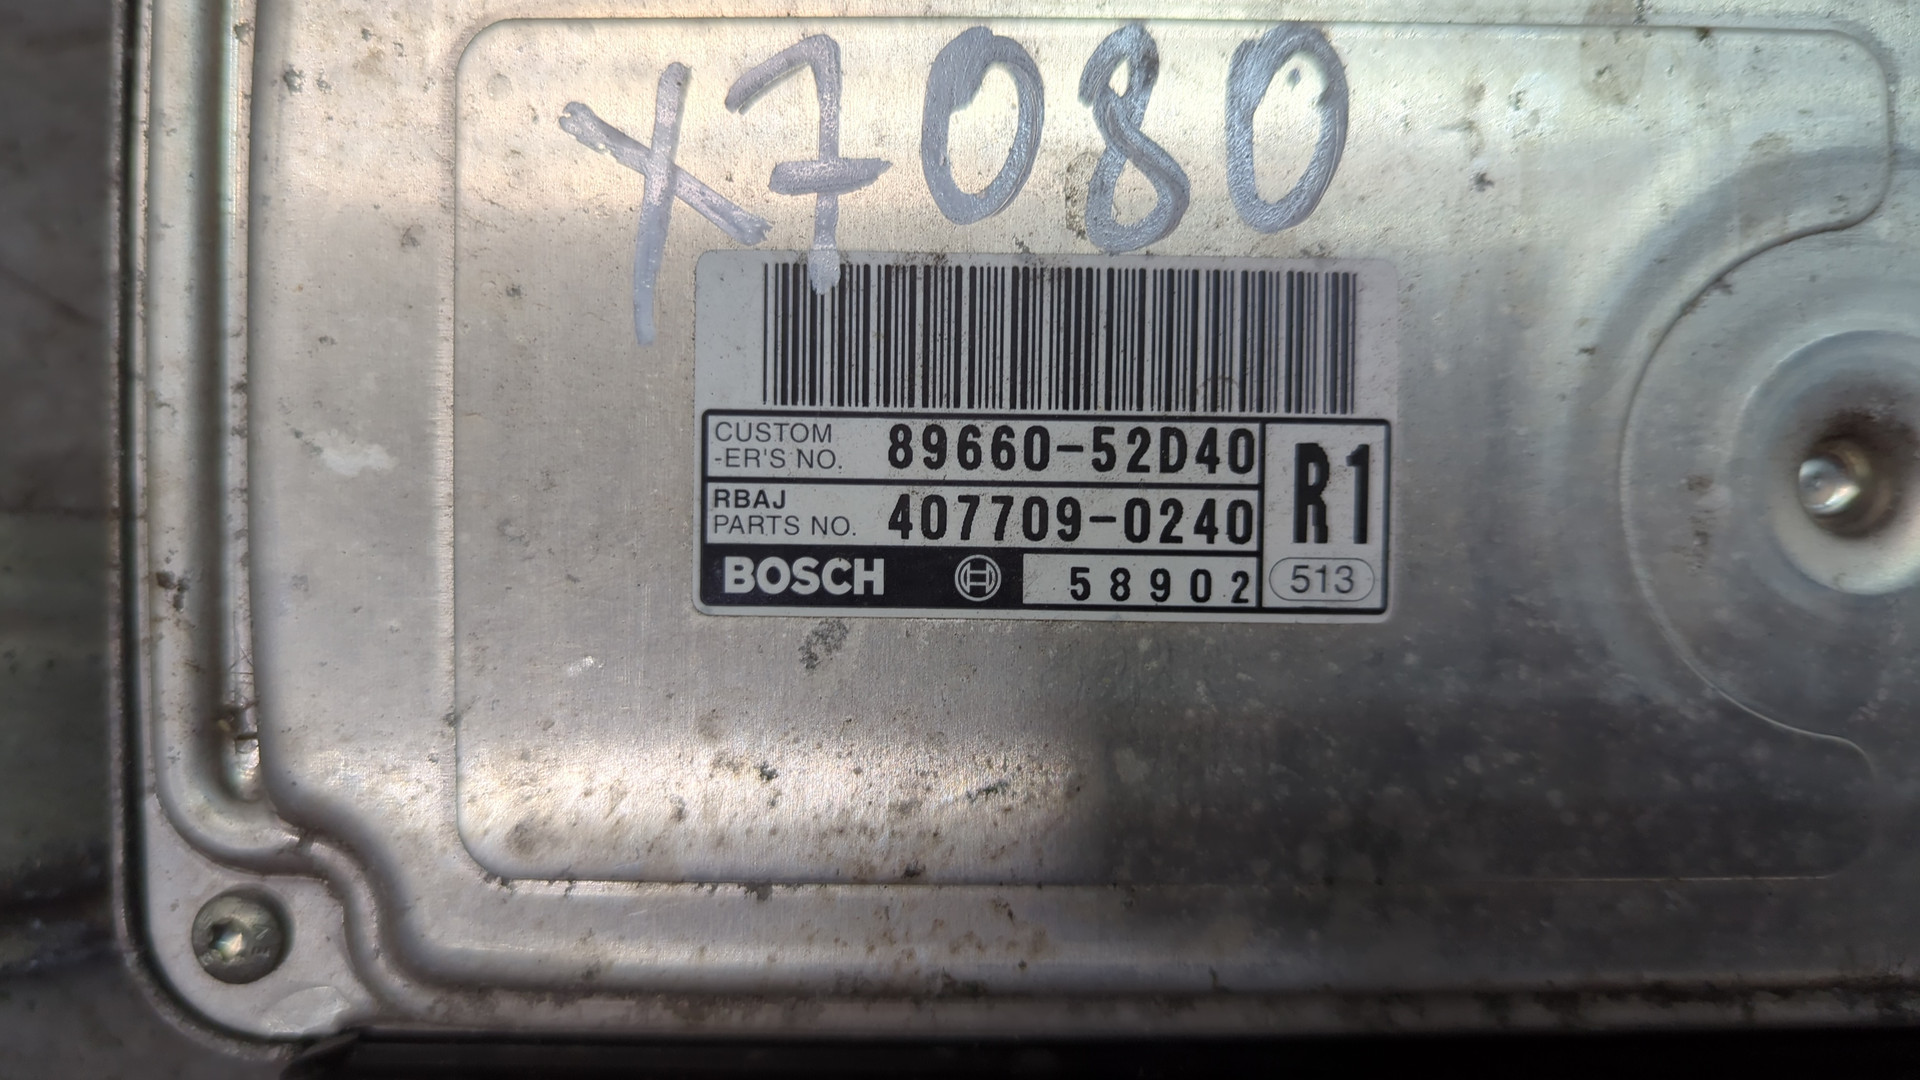 X7080
CUSTOM
-ER'S NO. 89660-52D40
R1
RBAJ
PARTS NO. 407709-0240
BOSCH 58902 513